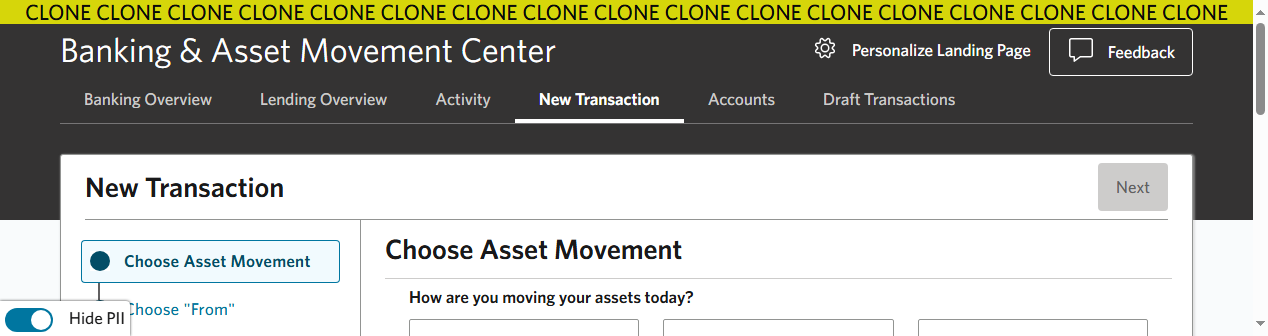 CLONE CLONE CLONE CLONE CLONE CLONE CLONE CLONE CLONE CLONE CLONE CLONE CLONE CLONE CLONE CLONE CLONE
Banking & Asset Movement Center
Personalize Landing Page
Feedback
Banking Overview
Lending Overview
Activity
New Transaction
Accounts
Draft Transactions
New Transaction
Next
Choose Asset Movement
Choose "From"
Hide PII
Choose Asset Movement
How are you moving your assets today?